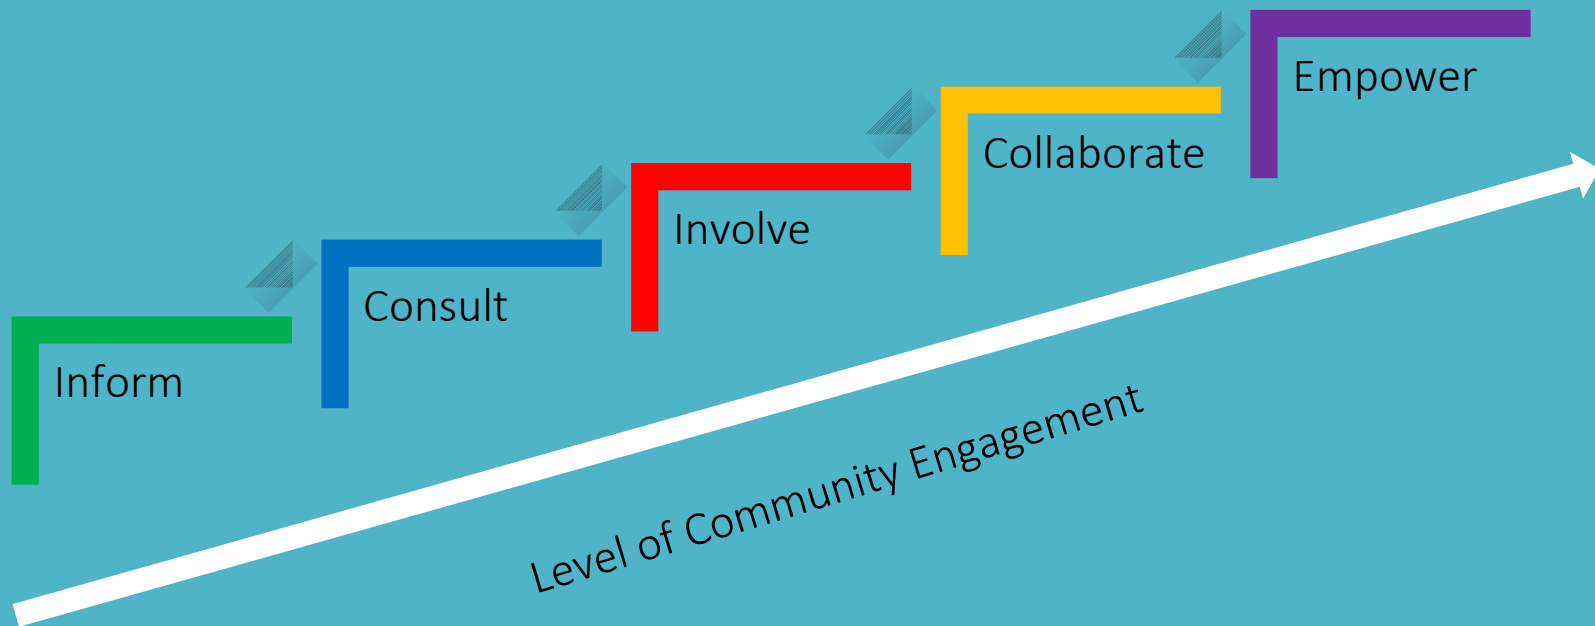 Inform
Consult
Involve
Collaborate
Empower
Level of Community Engagement